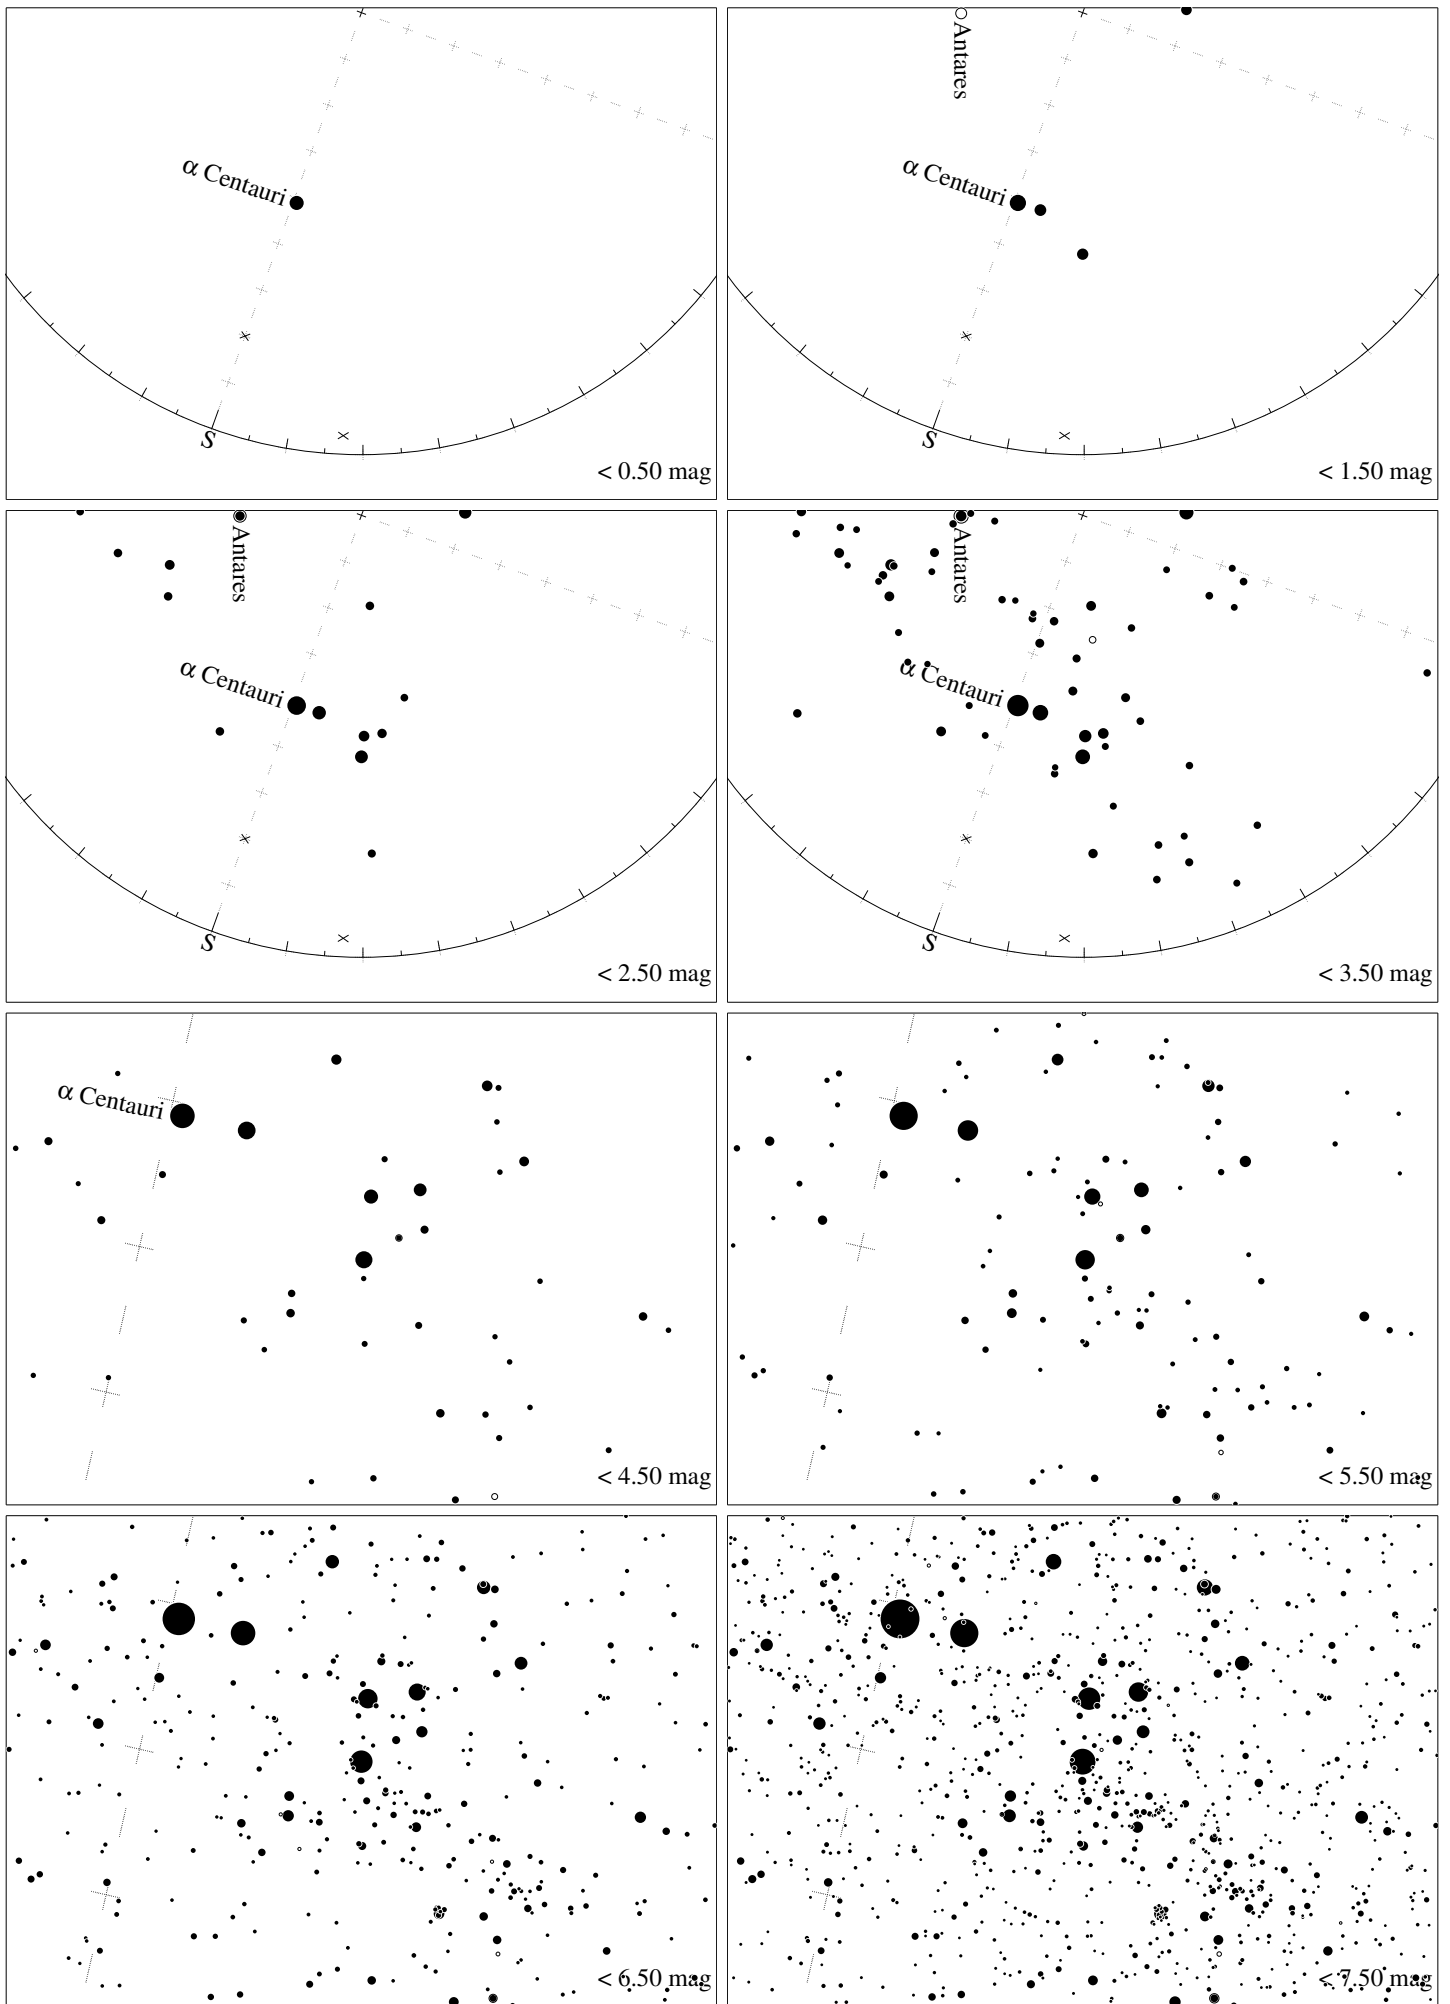 α Centauri
S
< 0.50 mag
Antares
α Centauri
S
< 1.50 mag
Antares
α Centauri
S
< 2.50 mag
Antares
α Centauri
S
< 3.50 mag
α Centauri
< 4.50 mag
< 5.50 mag
< 6.50 mag
< 7.50 mag